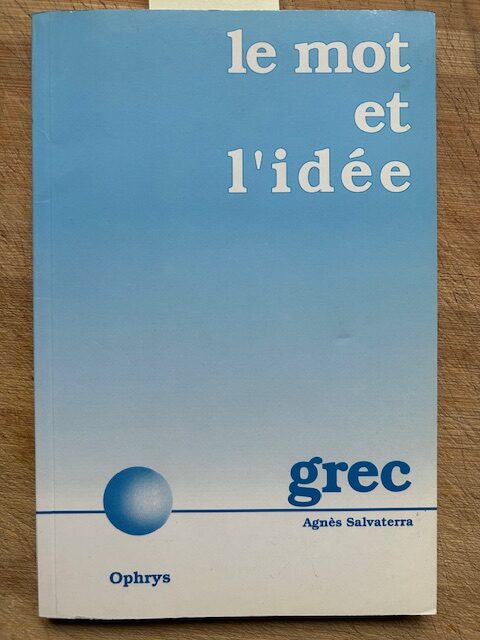 le mot
et
l'idée
grec
Agnès Salvaterra
Ophrys